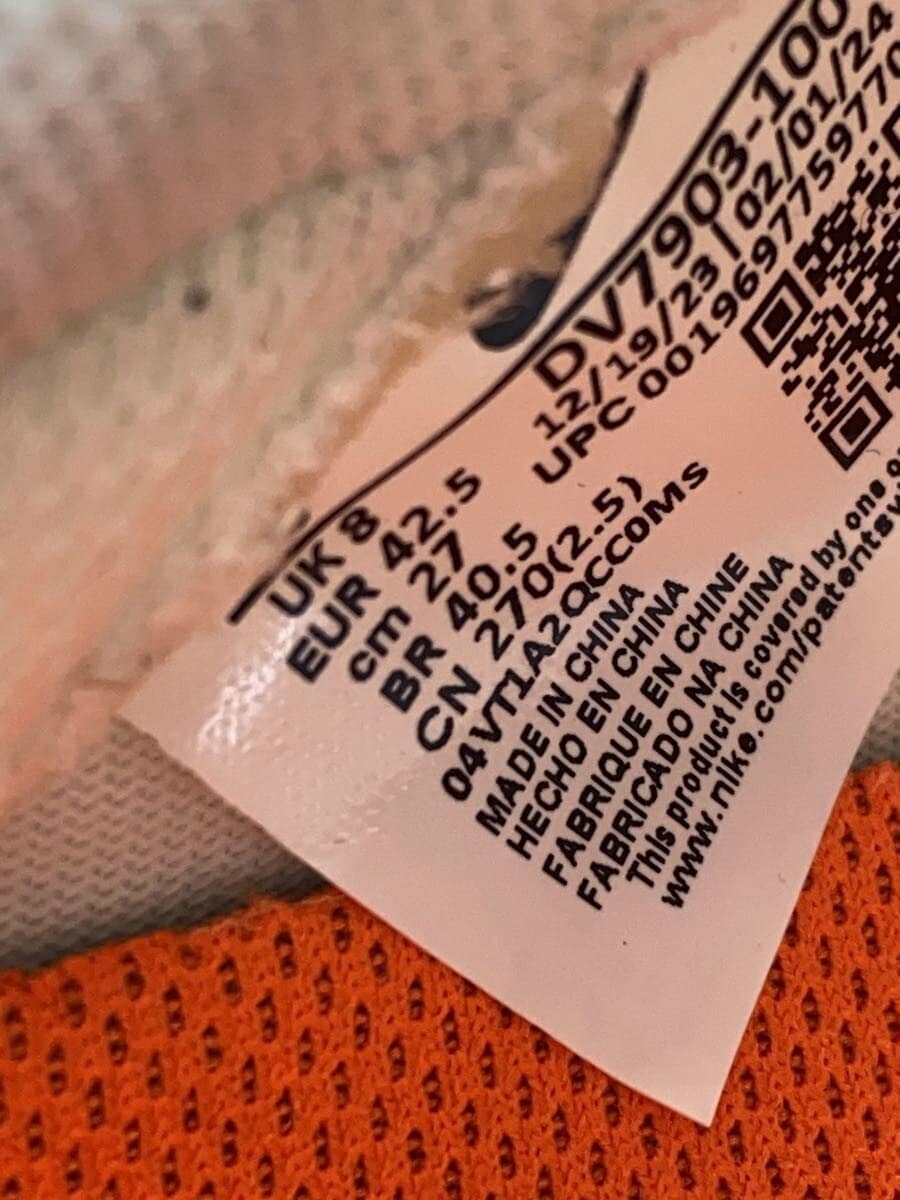 UK 8
EUR 42.5
cm 27
BR 40.5
CN 270(2.5)
04VT1A2QCC0MS
DV7903-100
12/19/23 | 02/01/24
UPC 0019697759770
MADE IN CHINA
HECHO EN CHINA
FABRIQUE EN CHINE
FABRICADO NA CHINA
This product is covered by one
www.nike.com/patents